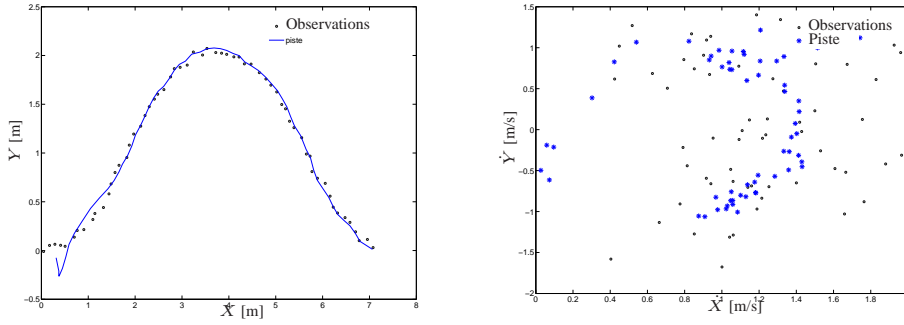 Observations
piste
2.5
2
1.5
1
0.5
0
-0.5
0 1 2 3 4 5 6 7 8
Y [m]
X [m]
Observations
Piste
1.5
1
0.5
0
-0.5
-1
-1.5
-2
0 0.2 0.4 0.6 0.8 1 1.2 1.4 1.6 1.8
Ẏ [m/s]
Ẋ [m/s]